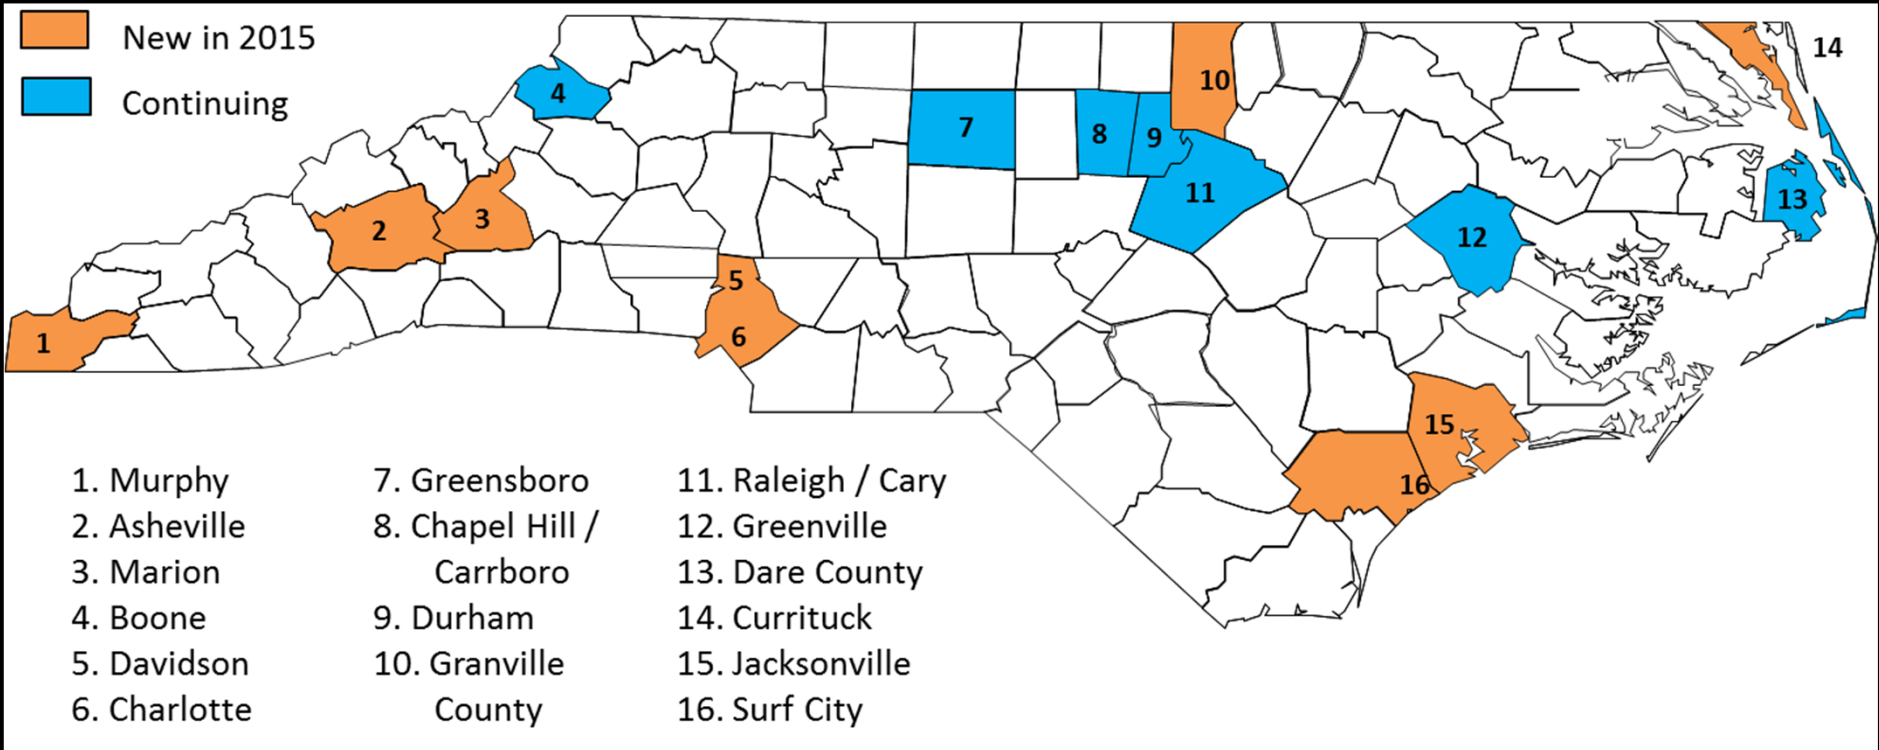 New in 2015
Continuing
14
10
4
7
8
9
11
13
2
3
12
5
1
6
15
16
1. Murphy
2. Asheville
3. Marion
4. Boone
5. Davidson
6. Charlotte
7. Greensboro
8. Chapel Hill /
Carrboro
9. Durham
10. Granville
County
11. Raleigh / Cary
12. Greenville
13. Dare County
14. Currituck
15. Jacksonville
16. Surf City